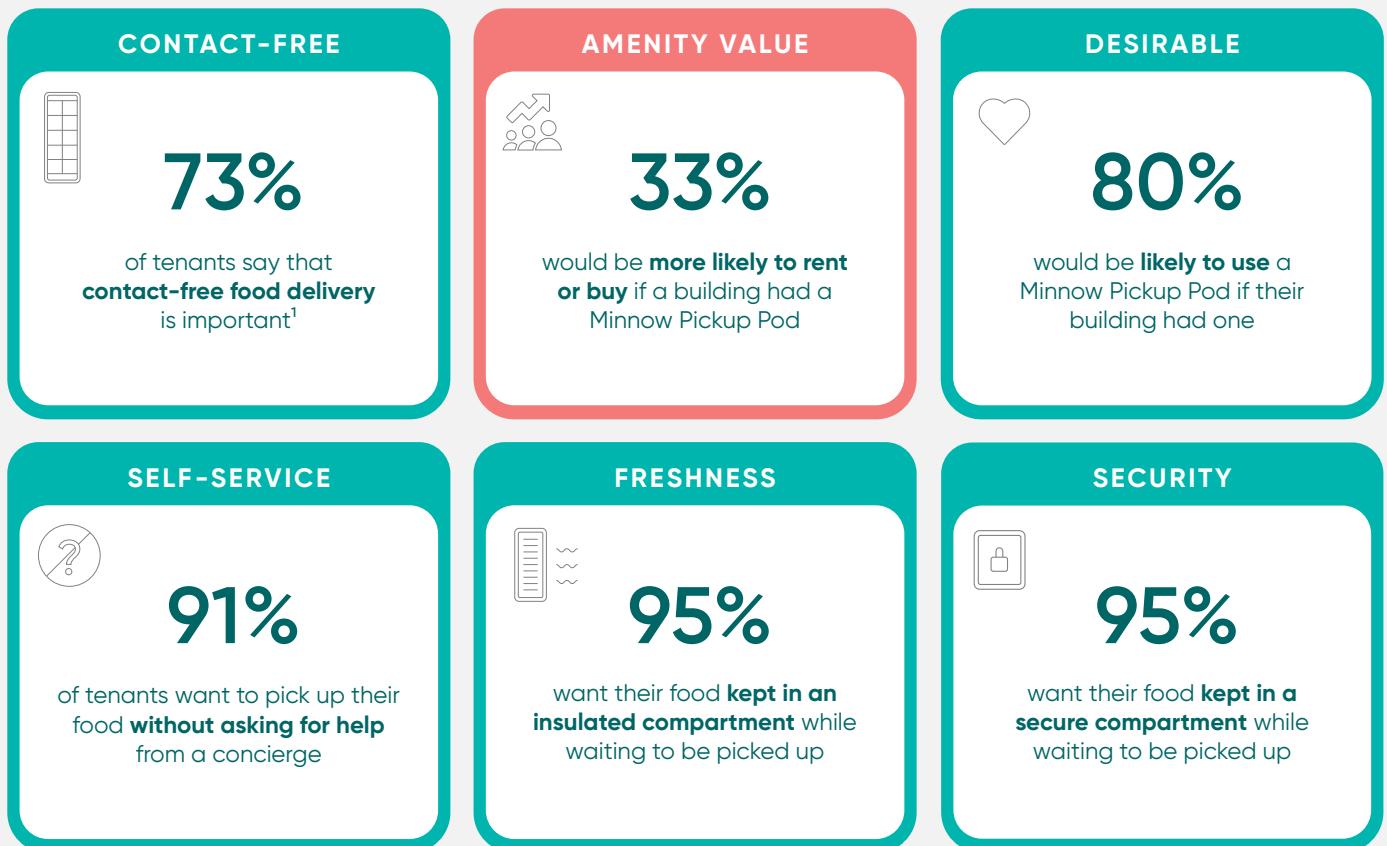 CONTACT-FREE
73%
of tenants say that
contact-free food delivery
is important¹
AMENITY VALUE
33%
would be more likely to rent
or buy if a building had a
Minnow Pickup Pod
DESIRABLE
80%
would be likely to use a
Minnow Pickup Pod if their
building had one
SELF-SERVICE
?
91%
of tenants want to pick up their
food without asking for help
from a concierge
FRESHNESS
95%
want their food kept in an
insulated compartment while
waiting to be picked up
SECURITY
95%
want their food kept in a
secure compartment while
waiting to be picked up